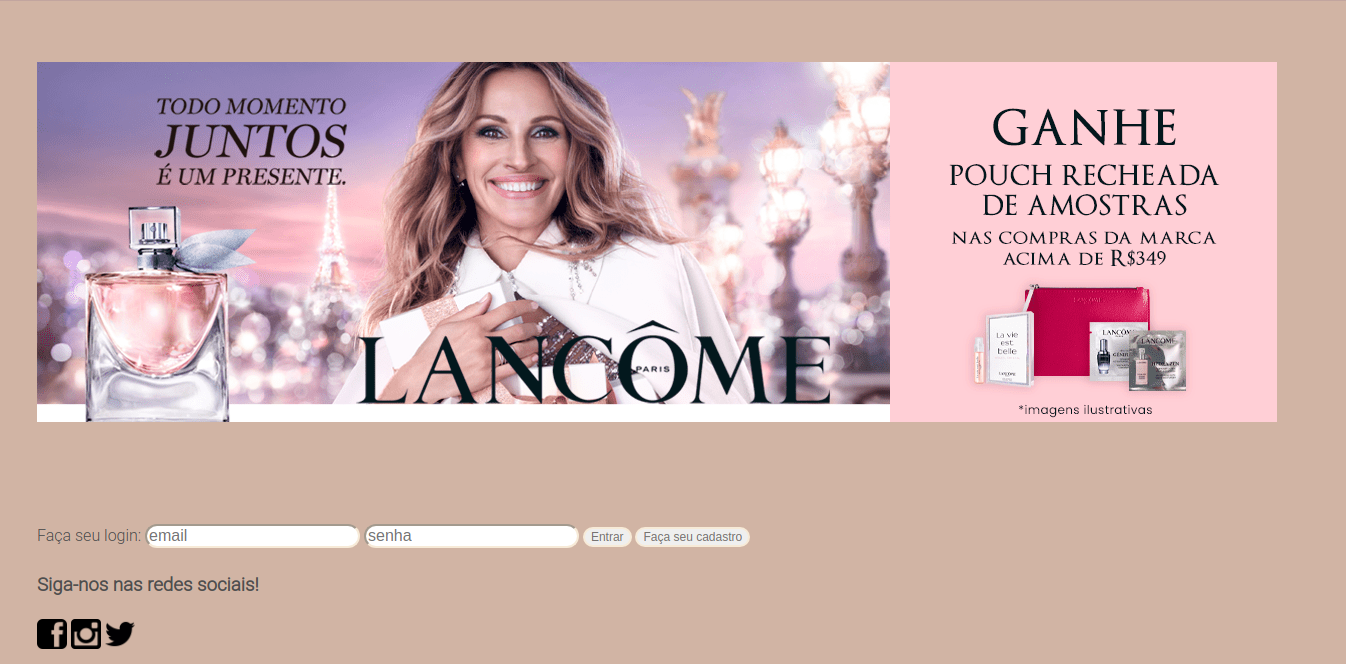 TODO MOMENTO
JUNTOS
É UM PRESENTE.
LANCÔME
PARIS
GANHE
POUCH RECHEADA
DE AMOSTRAS
NAS COMPRAS DA MARCA
ACIMA DE R$349
LANCÔME
La vie
est
belle
LANCÔME
LANCÔME
*imagens ilustrativas
Faça seu login: email senha Entrar Faça seu cadastro
Siga-nos nas redes sociais!